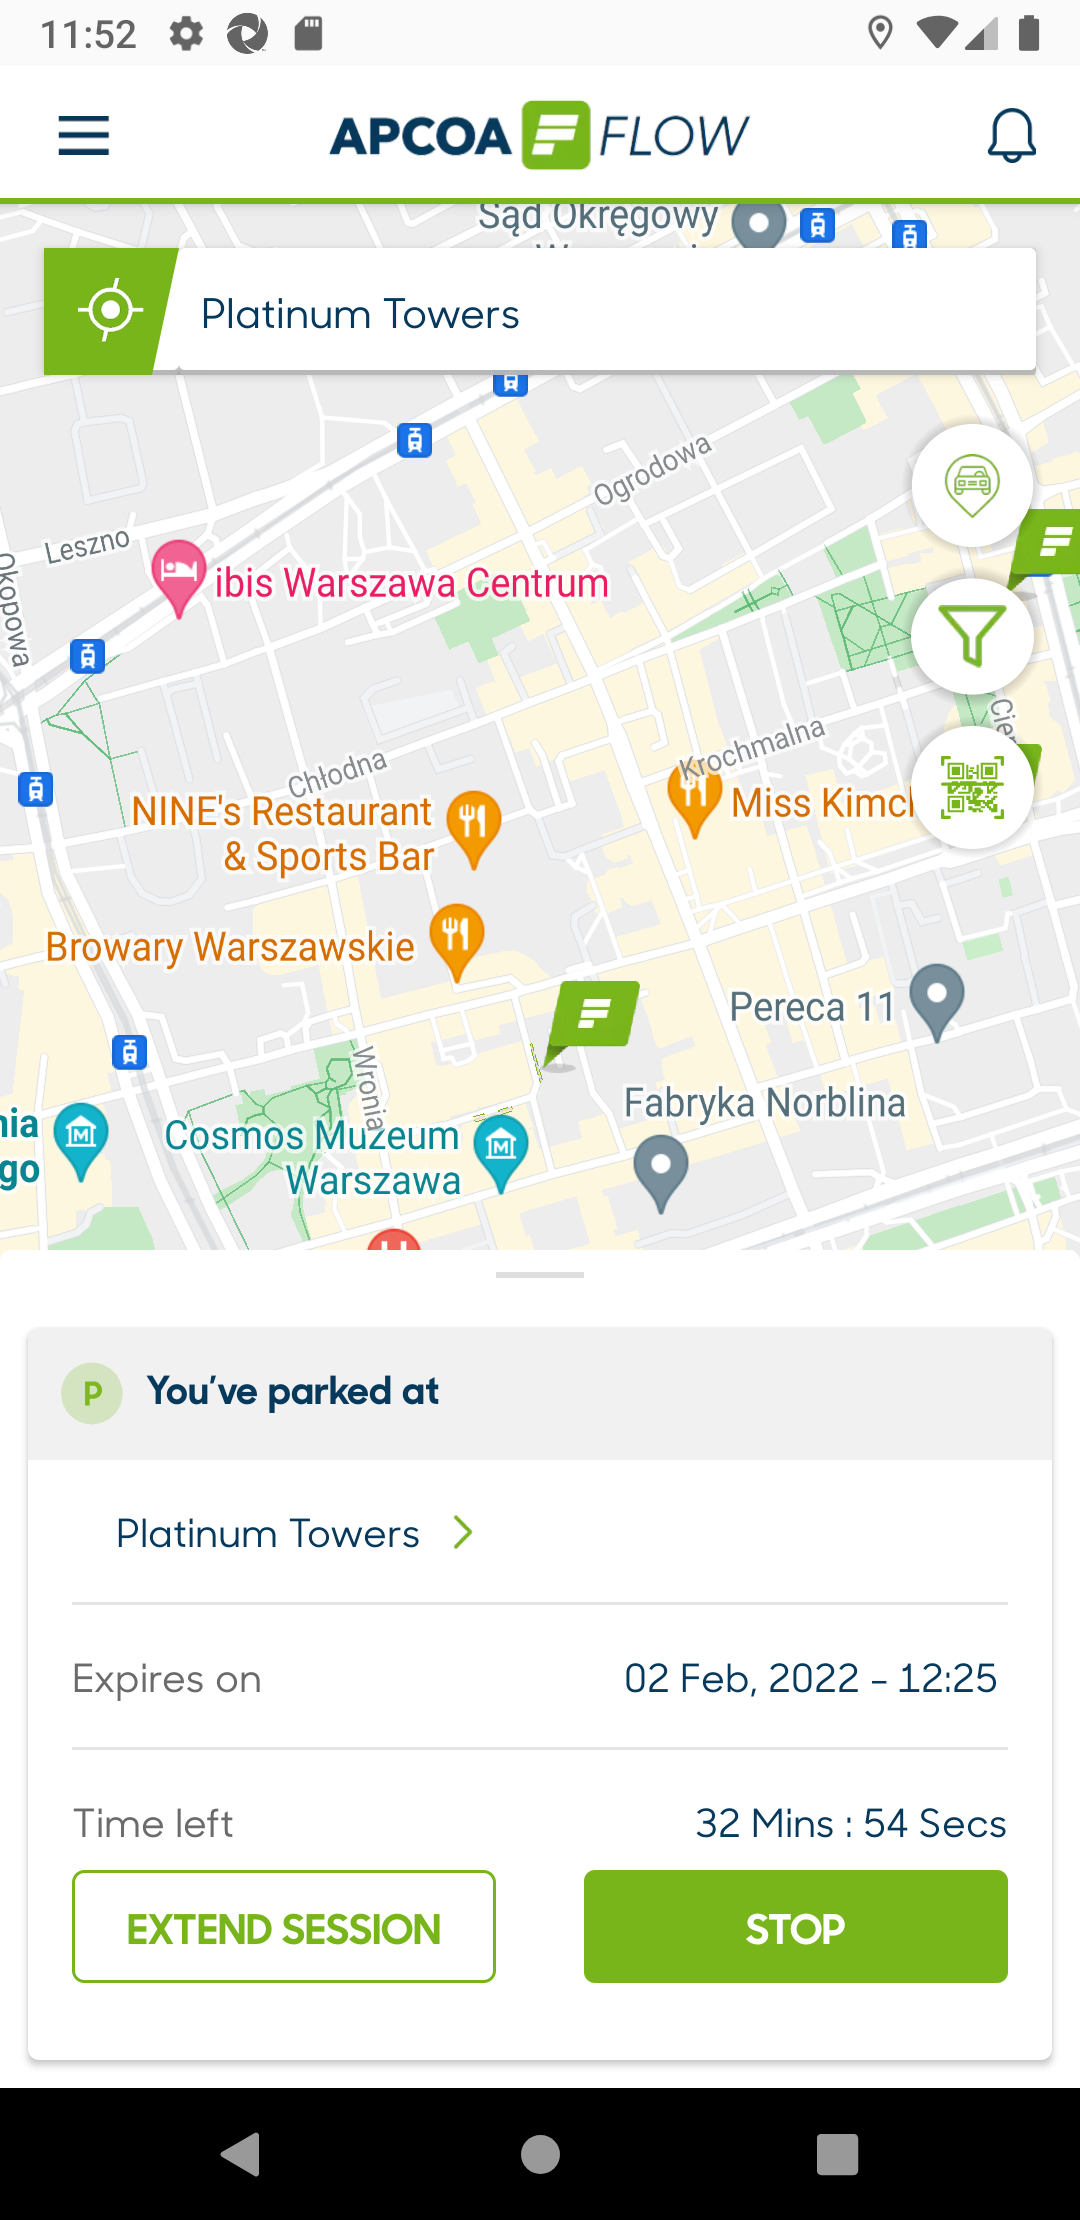 11:52
APCOA FLOW
Sąd Okręgowy
Platinum Towers
Ogrodowa
Leszno
Okopowa
ibis Warszawa Centrum
Krochmalna
Chłodna
NINE's Restaurant
& Sports Bar
Miss Kimc
Browary Warszawskie
Pereca 11
Wronia
Fabryka Norblina
nia
go
Cosmos Muzeum
Warszawa
P You've parked at
Platinum Towers
Expires on 02 Feb, 2022 - 12:25
Time left 32 Mins : 54 Secs
EXTEND SESSION STOP